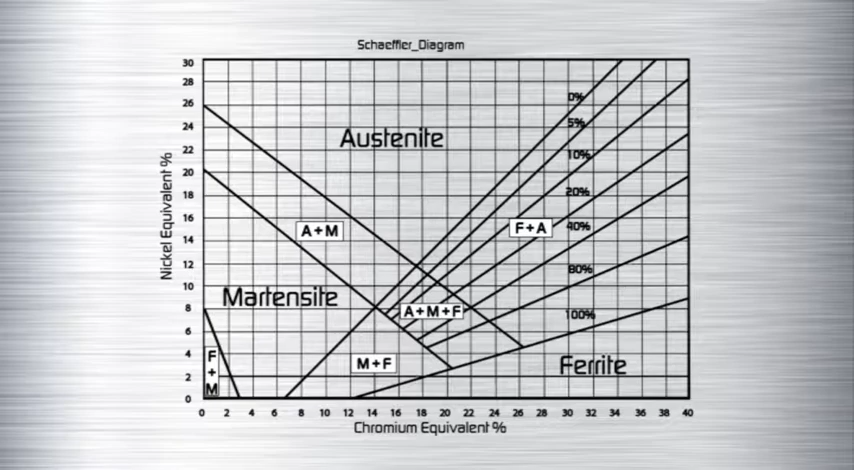 Schaeffler_Diagram
Nickel Equivalent %
30
28
26
24
22
20
18
16
14
12
10
8
6
4
2
0
Austenite
A+M
Martensite
F
+
M
M+F
A+M+F
F+A
Ferrite
0%
5%
10%
20%
40%
80%
100%
0 2 4 6 8 10 12 14 16 18 20 22 24 26 28 30 32 34 36 38 40
Chromium Equivalent %